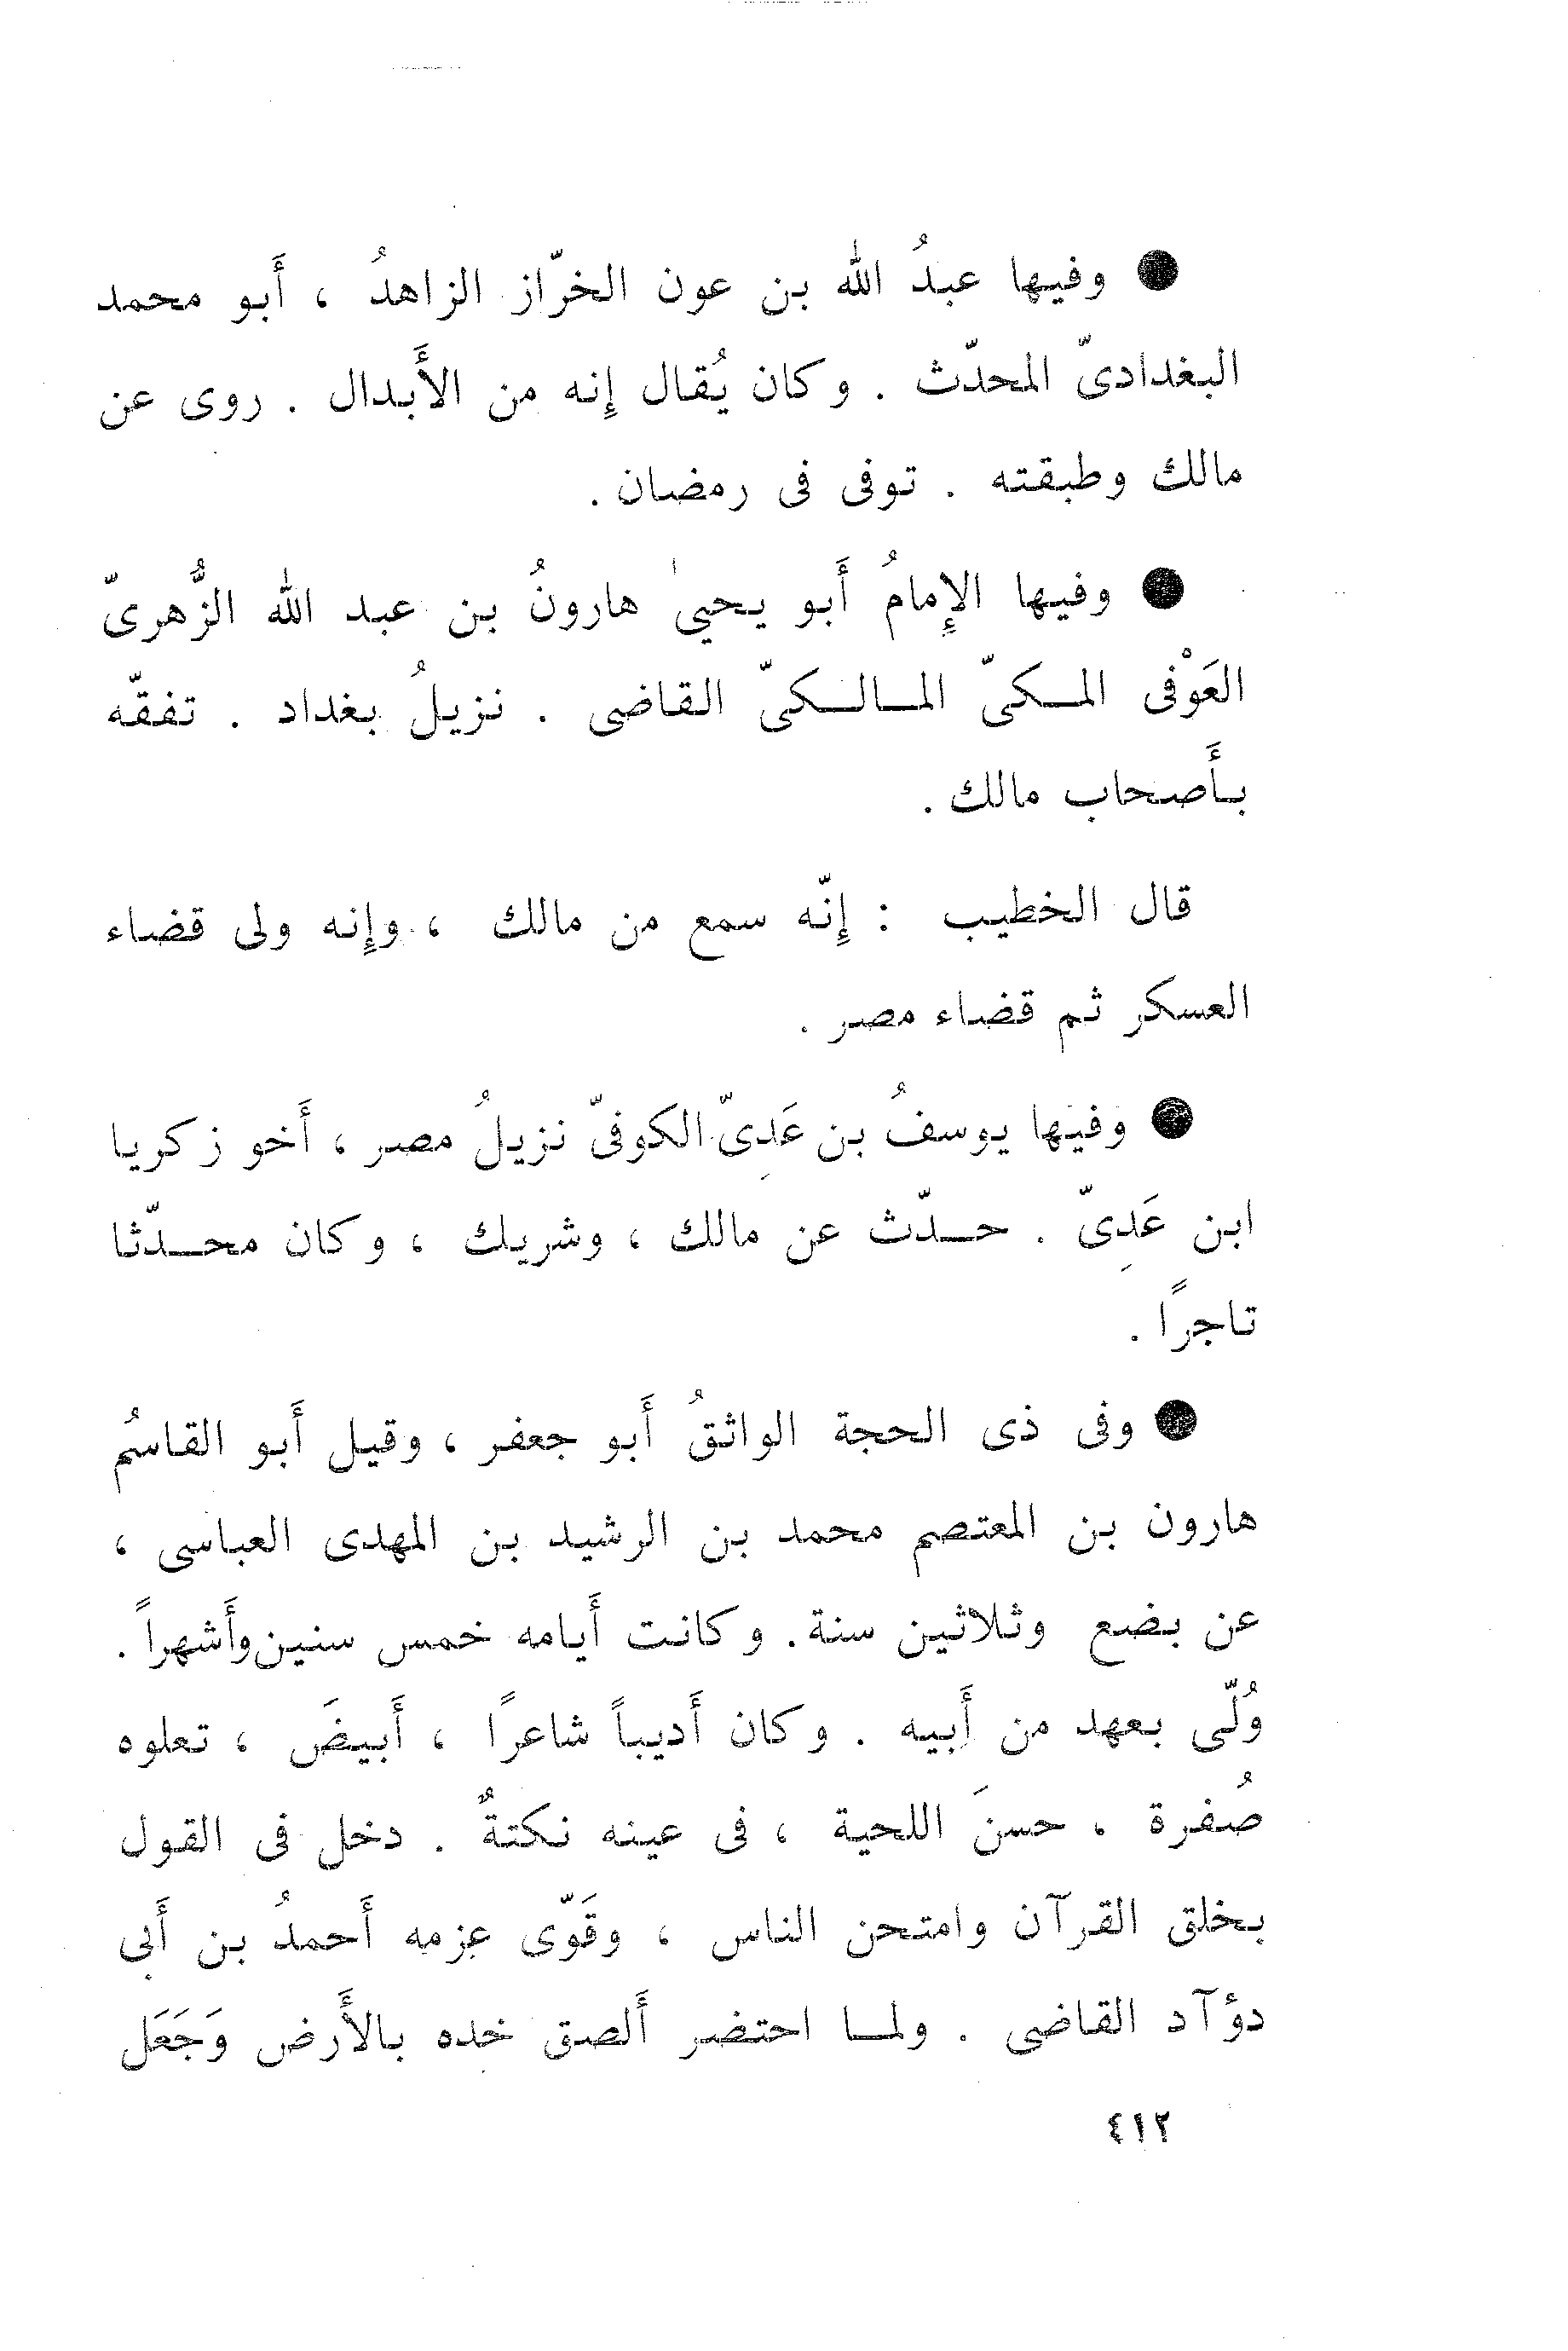 ● وفيها عبدُ الله بن عون الخرّاز الزاهدُ ، أَبو محمد
البغدادىّ المحدّث . وكان يُقال إِنه من الأَبدال . روى عن
مالك وطبقته . توفى فى رمضان .
● وفيها الإِمامُ أَبو يحيىٰ هارونُ بن عبد الله الزُّهرىّ
العَوْفى المكىّ المالكىّ القاضى . نزيلُ بغداد . تفقّه
بأَصحاب مالك .
قال الخطيب : إِنّه سمع من مالك ، وإِنه ولى قضاء
العسكر ثم قضاء مصر .
● وفيها يوسفُ بن عَدِىّ الكوفىّ نزيلُ مصر ، أَخو زكريا
ابن عَدِىّ . حدّث عن مالك ، وشريك ، وكان محدّثا
تاجرًا .
● وفى ذى الحجة الواثقُ أَبو جعفر ، وقيل أَبو القاسُم
هارون بن المعتصم محمد بن الرشيد بن المهدى العباسى ،
عن بضع وثلاثين سنة . وكانت أَيامه خمس سنين وأَشهراً .
وُلّى بعهد من أَبيه . وكان أَديباً شاعرًا ، أَبيضَ ، تعلوه
صُفرة ، حسنَ اللحية ، فى عينه نكتةٌ . دخل فى القول
بخلق القرآن وامتحن الناس ، وقَوّى عزمه أَحمدُ بن أَبى
دؤآد القاضى . ولما احتضر أَلصق خده بالأَرض وَجَعَل
٤١٢